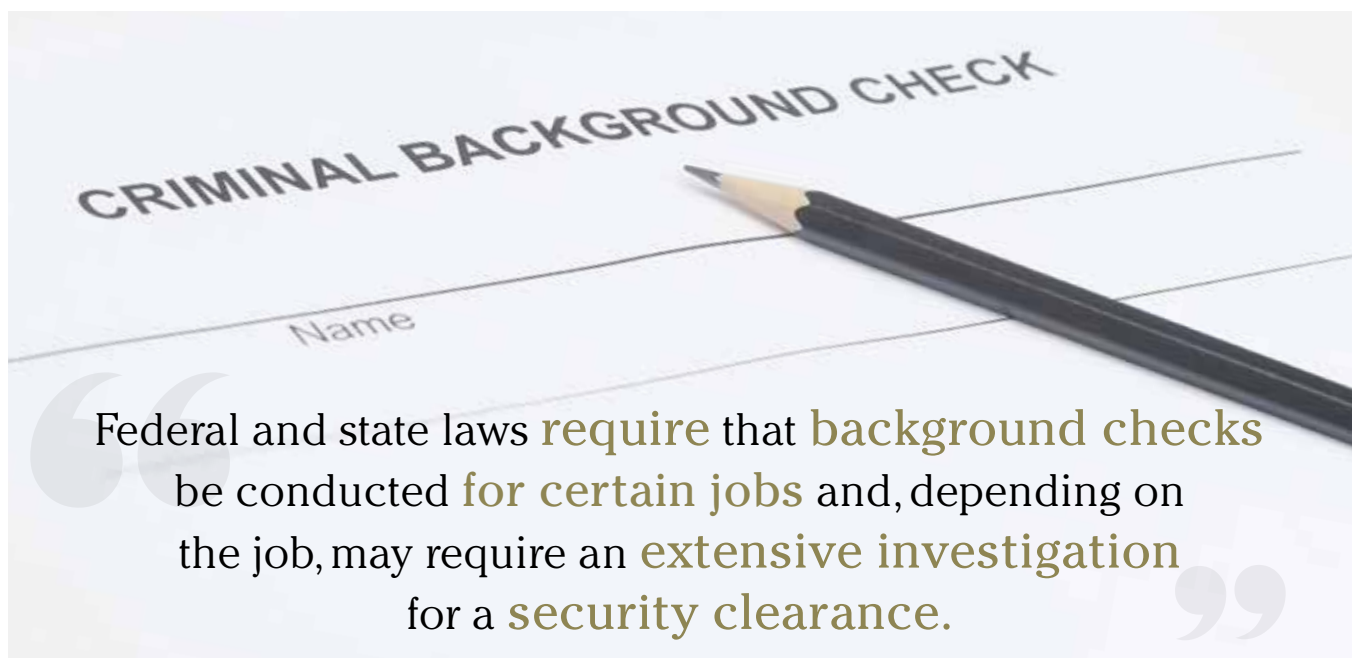 CRIMINAL BACKGROUND CHECK
Name
Federal and state laws require that background checks
be conducted for certain jobs and, depending on
the job, may require an extensive investigation
for a security clearance.